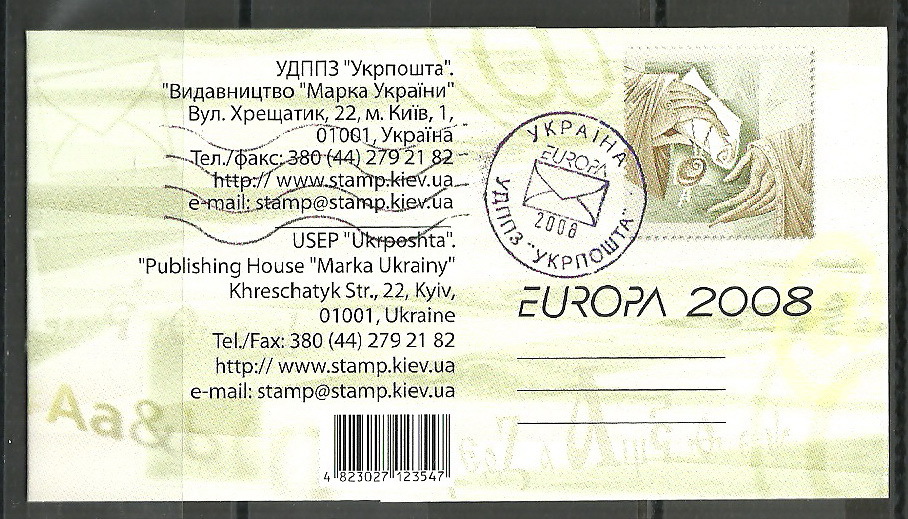 УДППЗ "Укрпошта".
"Видавництво "Марка України"
Вул. Хрещатик, 22, м. Київ, 1,
01001, Україна
Тел./факс: 380 (44) 279 21 82
http:// www.stamp.kiev.ua
e-mail: stamp@stamp.kiev.ua
USEP "Ukrposhta".
"Publishing House "Marka Ukrainy"
Khreschatyk Str., 22, Kyiv,
01001, Ukraine
Tel./Fax: 380 (44) 279 21 82
http:// www.stamp.kiev.ua
e-mail: stamp@stamp.kiev.ua
4 823027 123547
Aa&
УКРАЇНА
EUROPA
2008
УДППЗ "УКРПОШТА"
EUROPA 2008